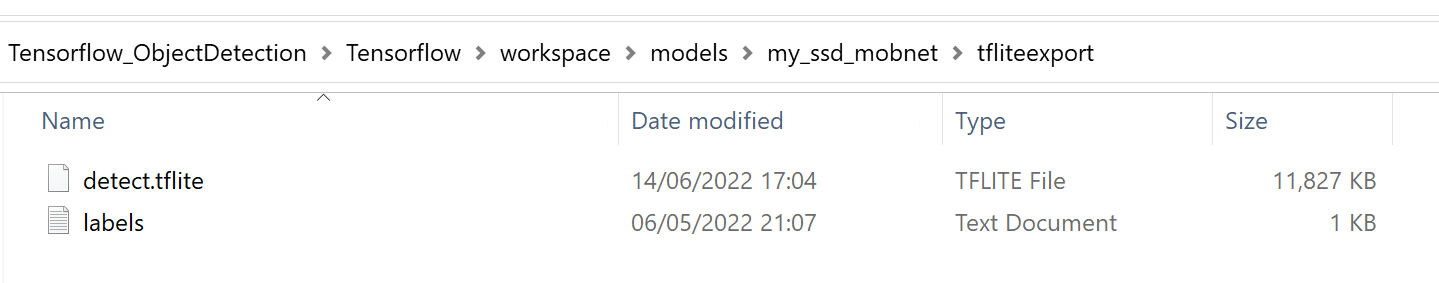 Tensorflow_ObjectDetection > Tensorflow > workspace > models > my_ssd_mobnet > tfliteexport
Name Date modified Type Size
detect.tflite 14/06/2022 17:04 TFLITE File 11,827 KB
labels 06/05/2022 21:07 Text Document 1 KB